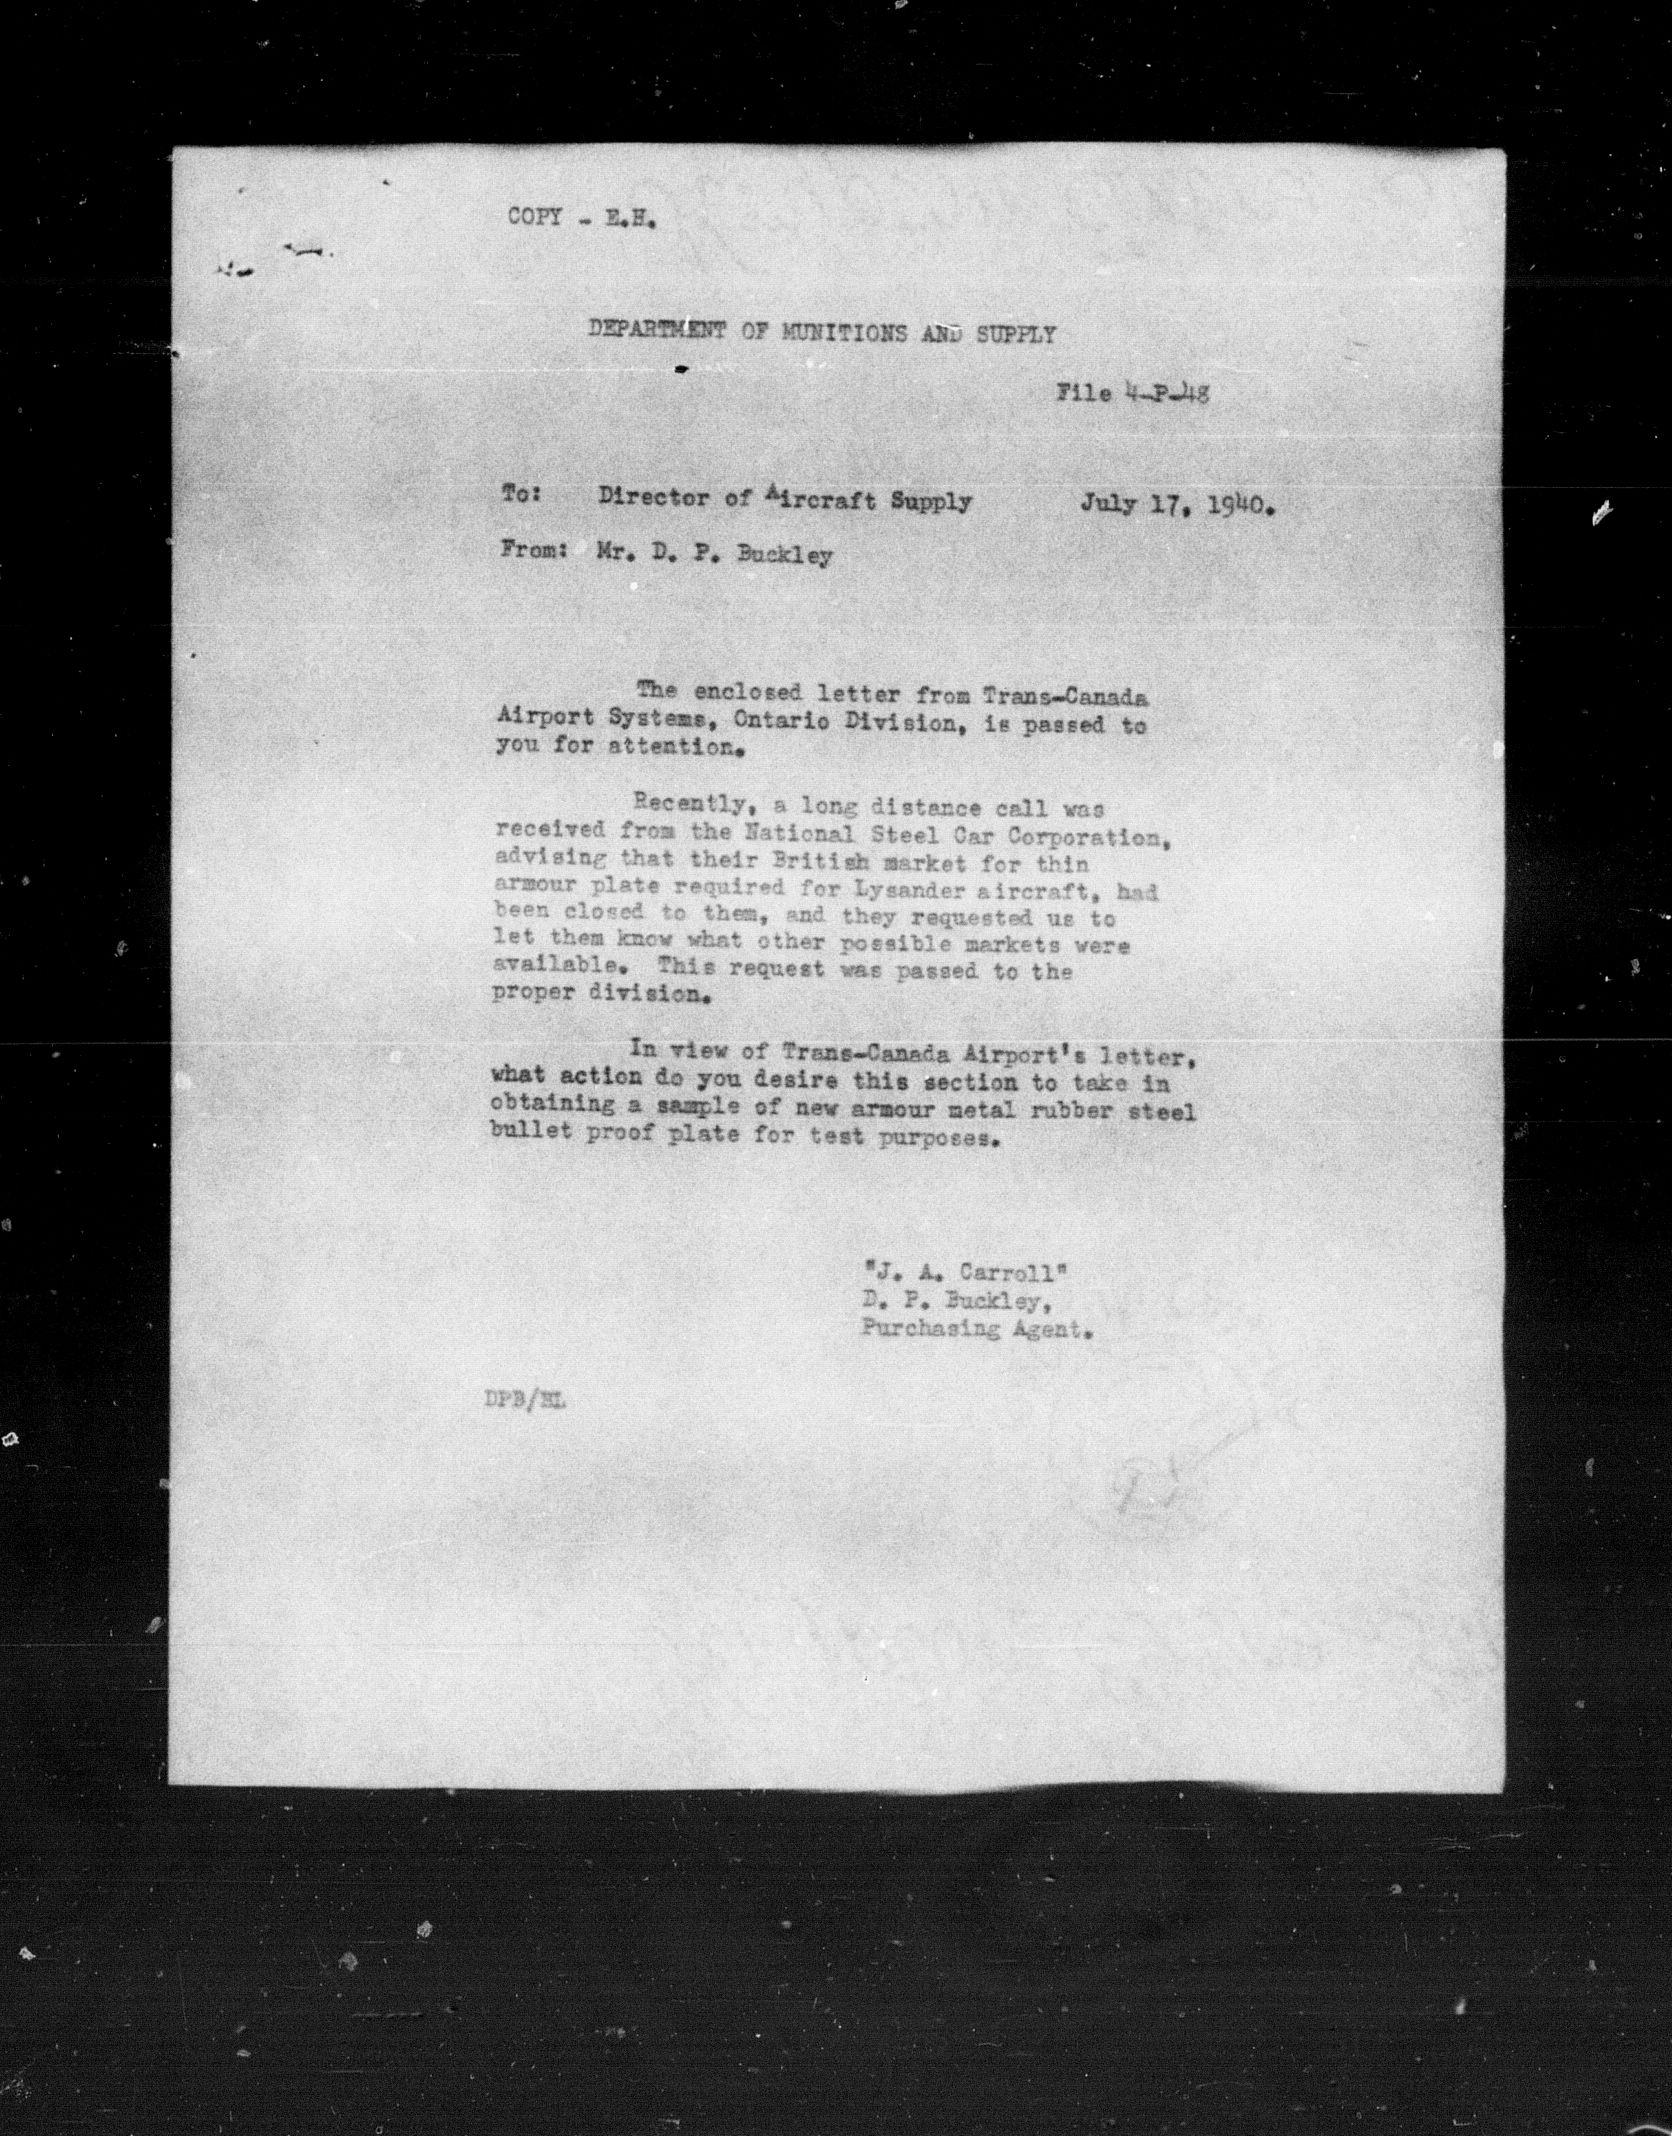 COPY - E.H.
DEPARTMENT OF MUNITIONS AND SUPPLY
File 4-P-48
To: Director of Aircraft Supply July 17, 1940.
From: Mr. D. P. Buckley
The enclosed letter from Trans-Canada
Airport Systems, Ontario Division, is passed to
you for attention.
Recently, a long distance call was
received from the National Steel Car Corporation,
advising that their British market for thin
armour plate required for Lysander aircraft, had
been closed to them, and they requested us to
let them know what other possible markets were
available. This request was passed to the
proper division.
In view of Trans-Canada Airport's letter,
what action do you desire this section to take in
obtaining a sample of new armour metal rubber steel
bullet proof plate for test purposes.
"J. A. Carroll"
D. P. Buckley,
Purchasing Agent.
DPB/ML